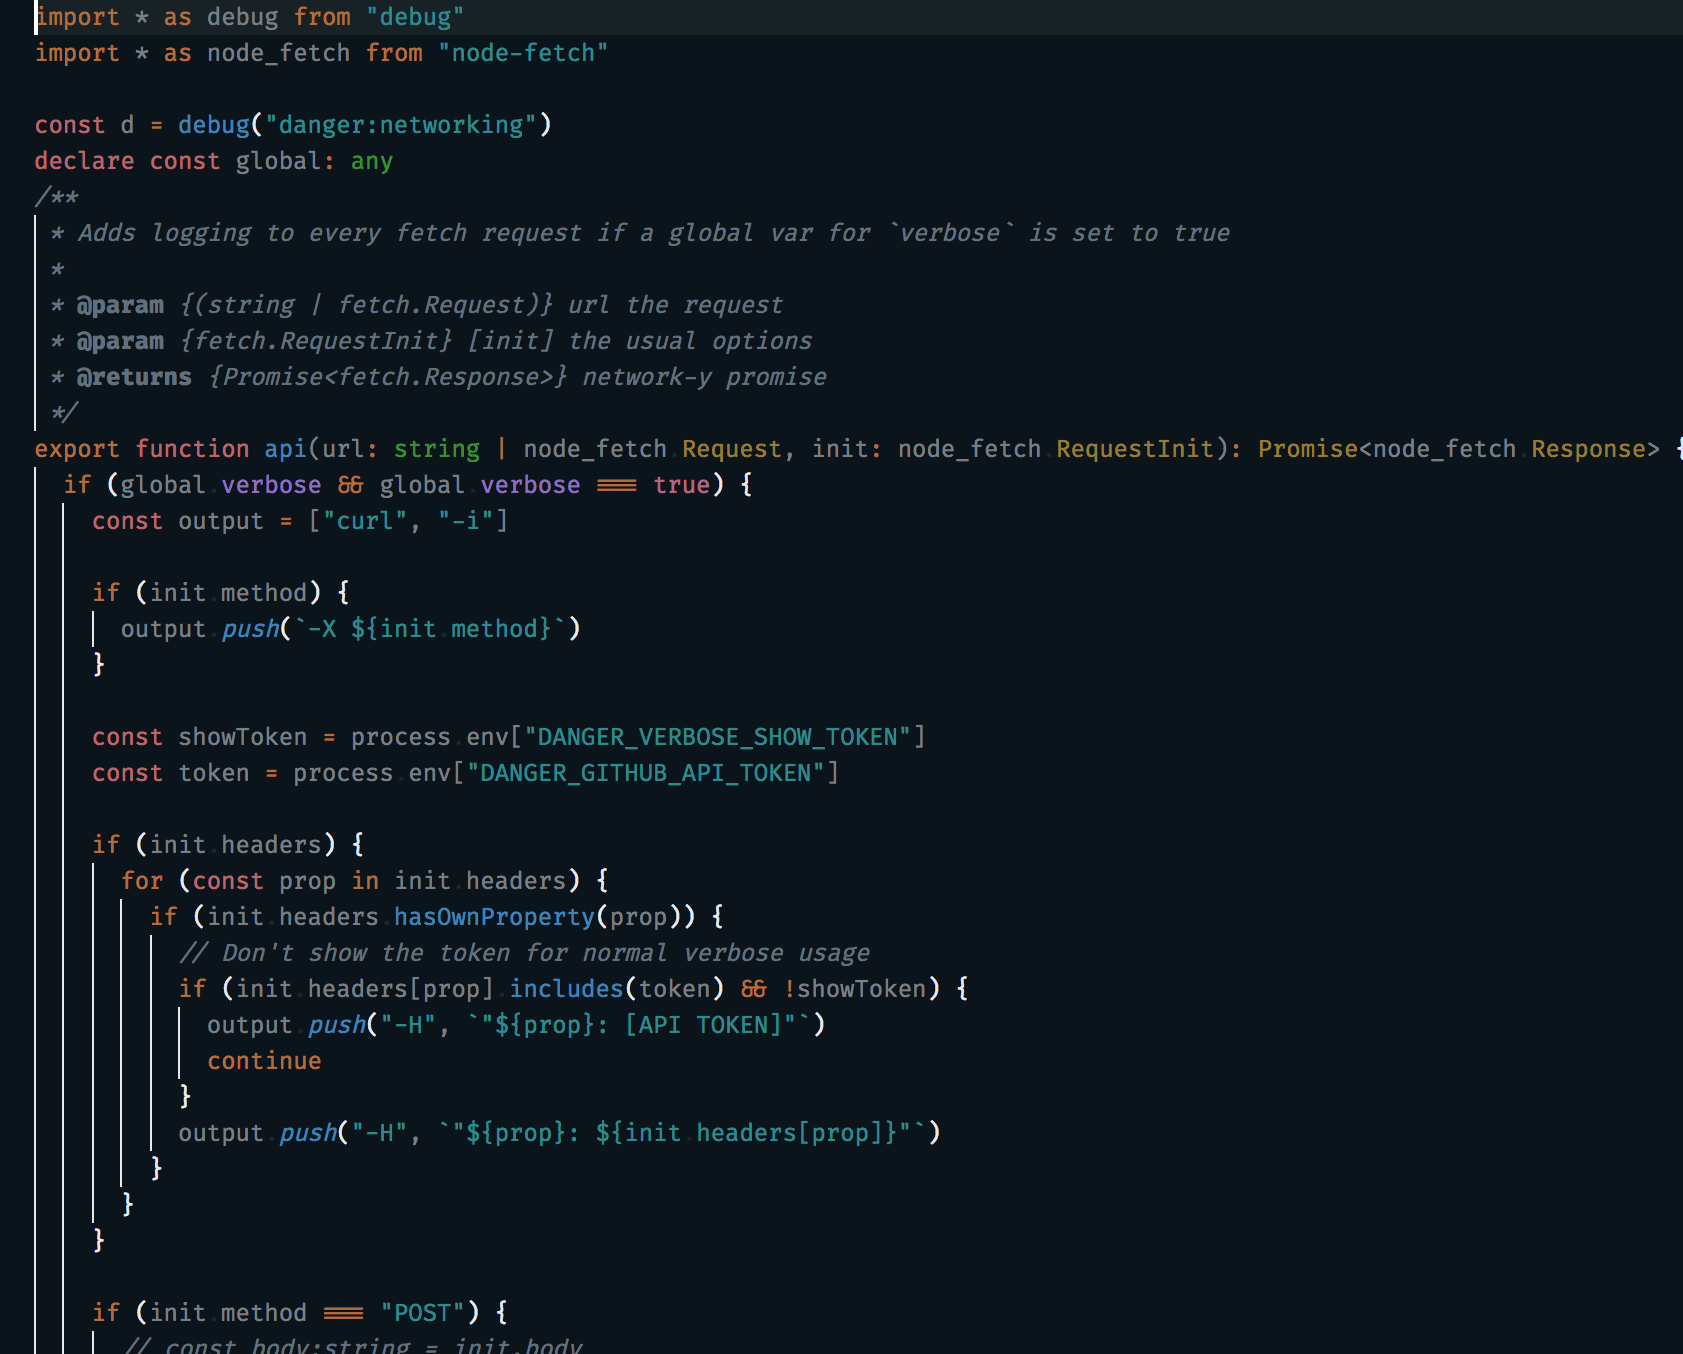 import * as debug from "debug"
import * as node_fetch from "node-fetch"
const d = debug("danger:networking")
declare const global: any
/**
* Adds logging to every fetch request if a global var for `verbose` is set to true
*
* @param {(string | fetch.Request)} url the request
* @param {fetch.RequestInit} [init] the usual options
* @returns {Promise<fetch.Response>} network-y promise
*/
export function api(url: string | node_fetch.Request, init: node_fetch.RequestInit): Promise<node_fetch.Response> {
if (global.verbose && global.verbose === true) {
const output = ["curl", "-i"]
if (init.method) {
output.push(`-X ${init.method}`)
}
const showToken = process.env["DANGER_VERBOSE_SHOW_TOKEN"]
const token = process.env["DANGER_GITHUB_API_TOKEN"]
if (init.headers) {
for (const prop in init.headers) {
if (init.headers.hasOwnProperty(prop)) {
// Don't show the token for normal verbose usage
if (init.headers[prop].includes(token) && !showToken) {
output.push("-H", `"${prop}: [API TOKEN]"`)
continue
}
output.push("-H", `"${prop}: ${init.headers[prop]}"`)
}
}
}
if (init.method === "POST") {
// const body:string = init.body